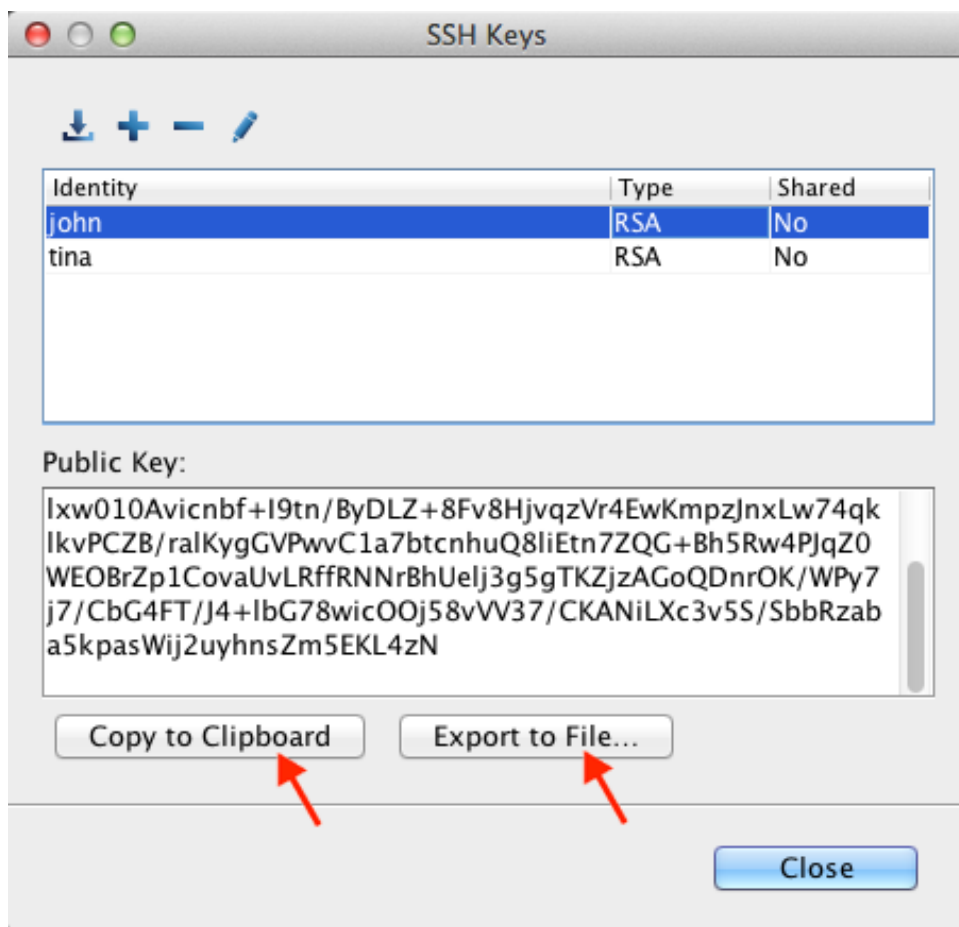 SSH Keys
Identity Type Shared
john RSA No
tina RSA No
Public Key:
lxw010Avicnbf+I9tn/ByDLZ+8Fv8HjvqzVr4EwKmpzJnxLw74qk
lkvPCZB/ralKygGVPwvC1a7btcnhuQ8liEtn7ZQG+Bh5Rw4PJqZ0
WEOBrZp1CovaUvLRffRNNrBhUelj3g5gTKZjzAGoQDnrOK/WPy7
j7/CbG4FT/J4+lbG78wicOOj58vVV37/CKANiLXc3v5S/SbbRzab
a5kpasWij2uyhnsZm5EKL4zN
Copy to Clipboard Export to File...
Close